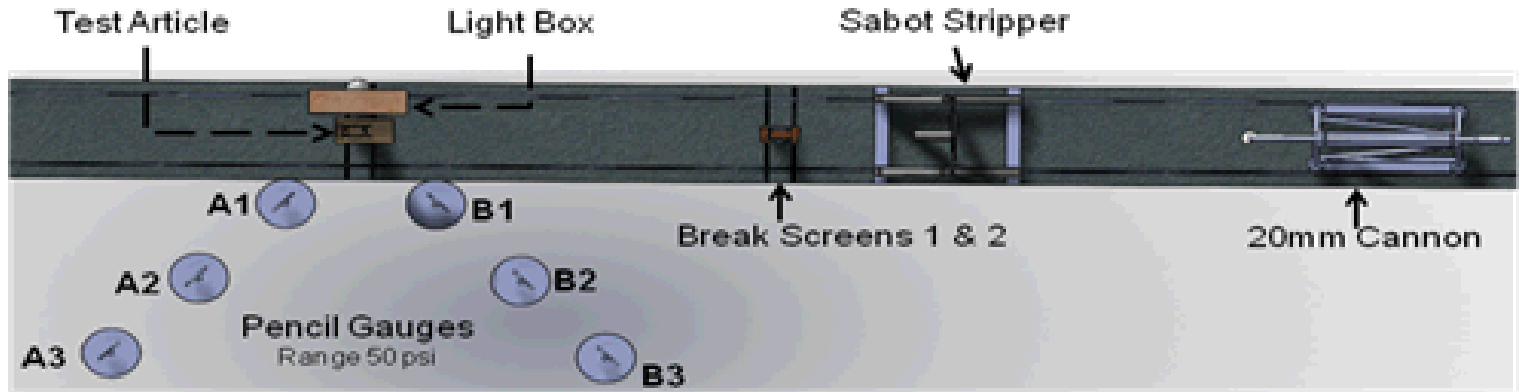 Test Article
Light Box
Sabot Stripper
A1
B1
Break Screens 1 & 2
20mm Cannon
A2
B2
Pencil Gauges
Range 50 psi
A3
B3